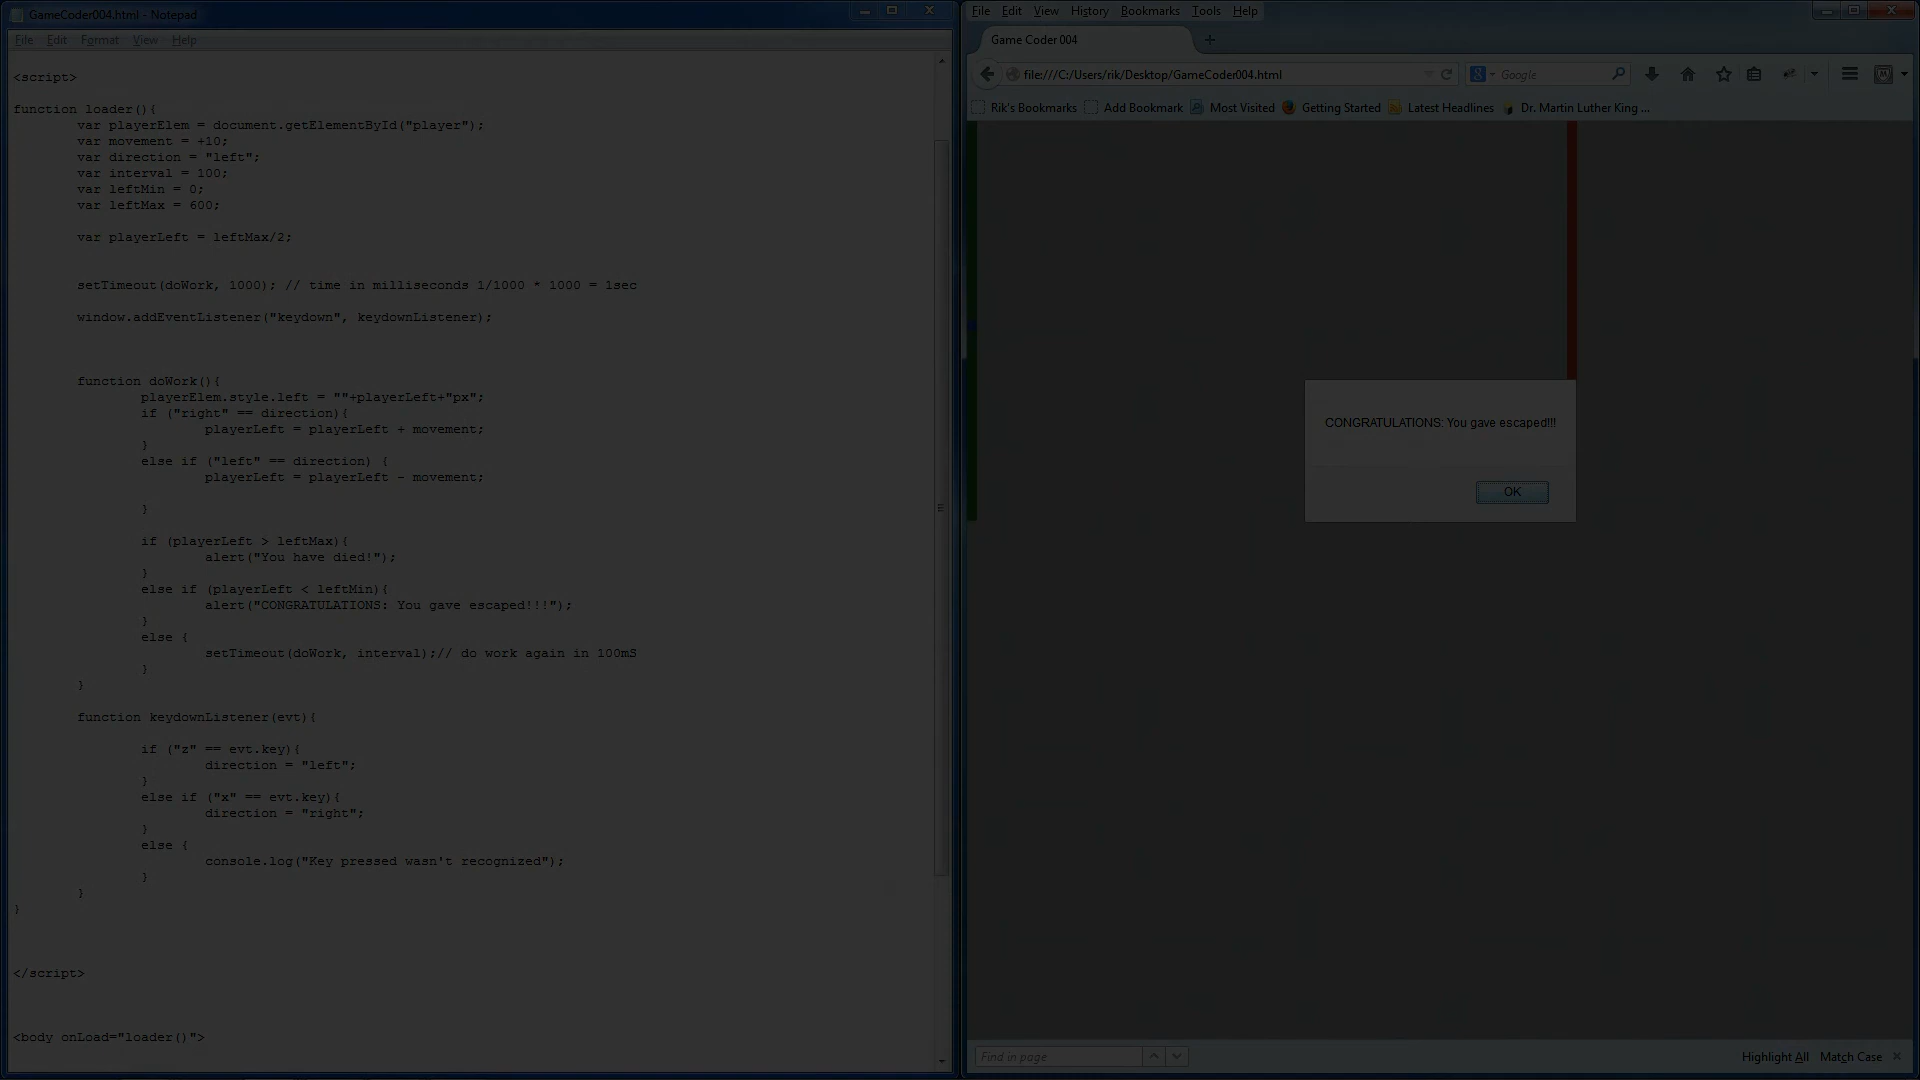 GameCoder004.html - Notepad
File Edit Format View Help
<script>
function loader(){
var playerElem = document.getElementById("player");
var movement = +10;
var direction = "left";
var interval = 100;
var leftMin = 0;
var leftMax = 600;
var playerLeft = leftMax/2;
setTimeout(doWork, 1000); // time in milliseconds 1/1000 * 1000 = 1sec
window.addEventListener("keydown", keydownListener);
function doWork(){
playerElem.style.left = ""+playerLeft+"px";
if ("right" == direction){
playerLeft = playerLeft + movement;
}
else if ("left" == direction) {
playerLeft = playerLeft - movement;
}
if (playerLeft > leftMax){
alert("You have died!");
}
else if (playerLeft < leftMin){
alert("CONGRATULATIONS: You gave escaped!!!");
}
else {
setTimeout(doWork, interval);// do work again in 100mS
}
}
function keydownListener(evt){
if ("z" == evt.key){
direction = "left";
}
else if ("x" == evt.key){
direction = "right";
}
else {
console.log("Key pressed wasn't recognized");
}
}
}
</script>
<body onLoad="loader()">
File Edit View History Bookmarks Tools Help
Game Coder 004
file:///C:/Users/rik/Desktop/GameCoder004.html
Google
Rik's Bookmarks Add Bookmark Most Visited Getting Started Latest Headlines Dr. Martin Luther King ...
CONGRATULATIONS: You gave escaped!!!
OK
Find in page
Highlight All Match Case